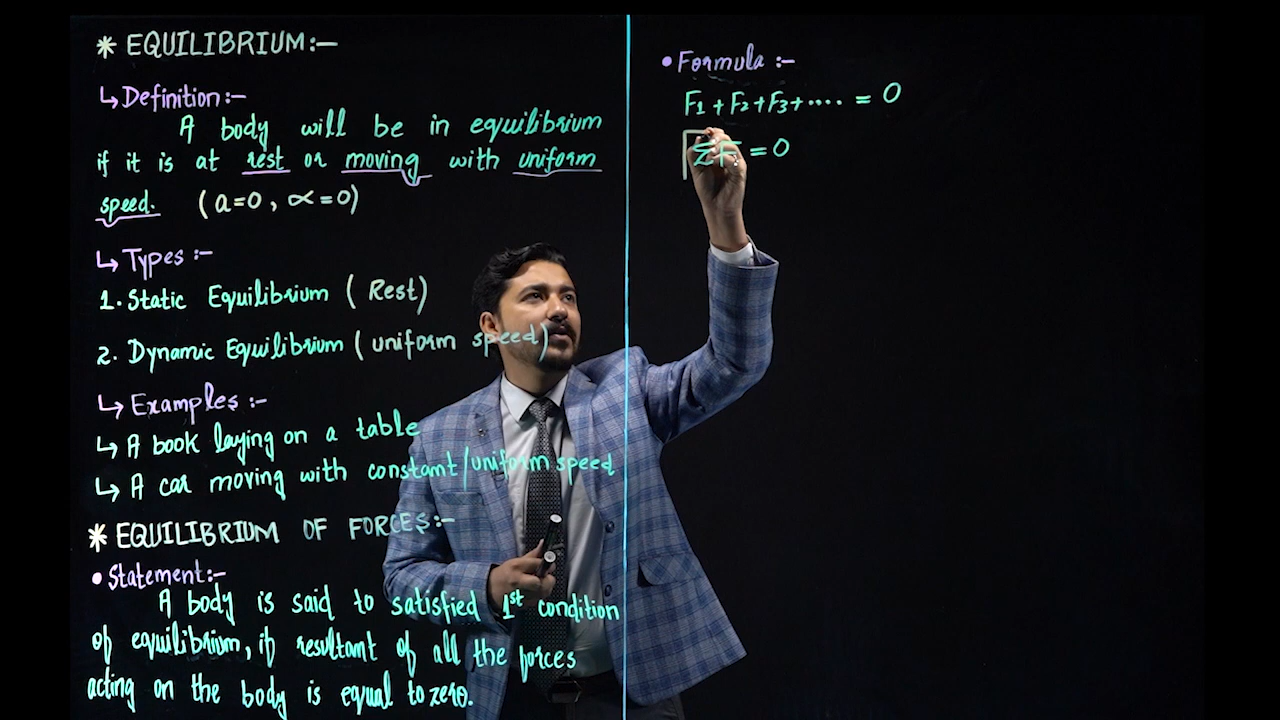 * EQUILIBRIUM:-
↳ Definition:-
A body will be in equilibrium
if it is at rest or moving with uniform
speed. (a=0, ∝=0)
↳ Types:-
1. Static Equilibrium (Rest)
2. Dynamic Equilibrium (uniform speed)
↳ Examples:-
↳ A book laying on a table
↳ A car moving with constant/uniform speed
* EQUILIBRIUM OF FORCES:-
• Statement:-
A body is said to satisfied 1st condition
of equilibrium, if resultant of all the forces
acting on the body is equal to zero.
• Formula:-
F1 + F2 + F3 + .... = 0
ΣF = 0